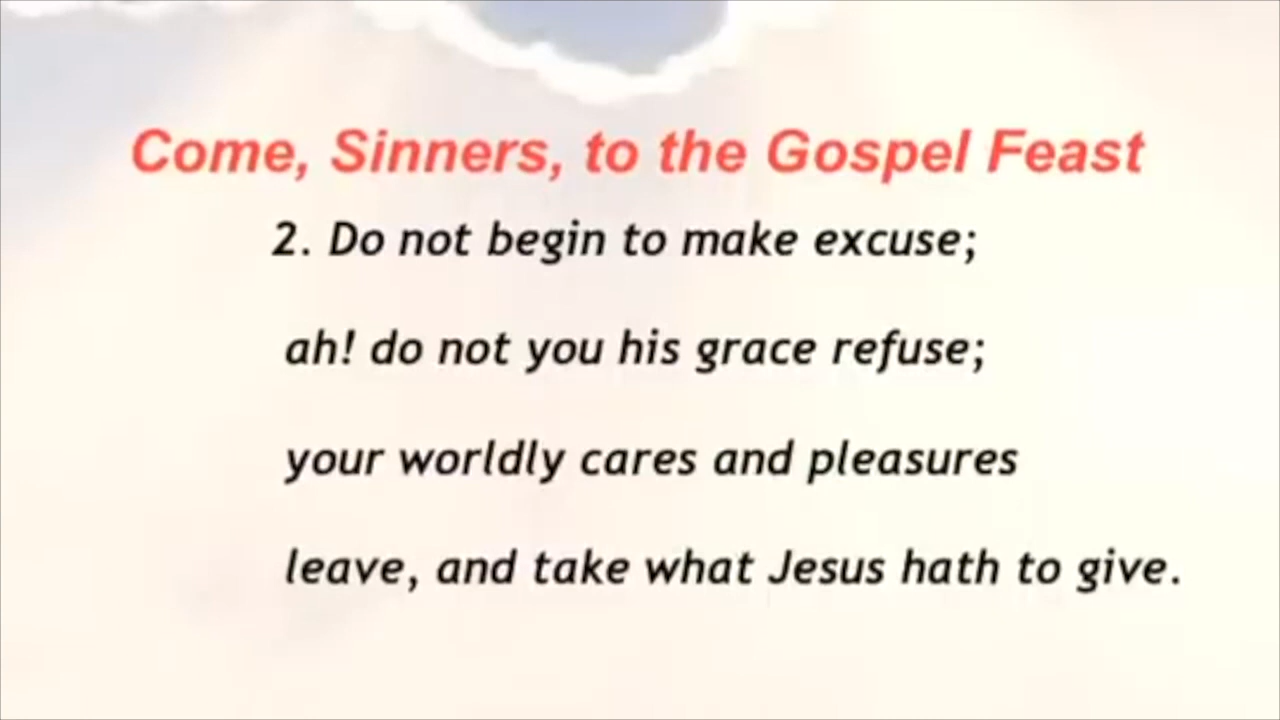 Come, Sinners, to the Gospel Feast
2. Do not begin to make excuse;
ah! do not you his grace refuse;
your worldly cares and pleasures
leave, and take what Jesus hath to give.